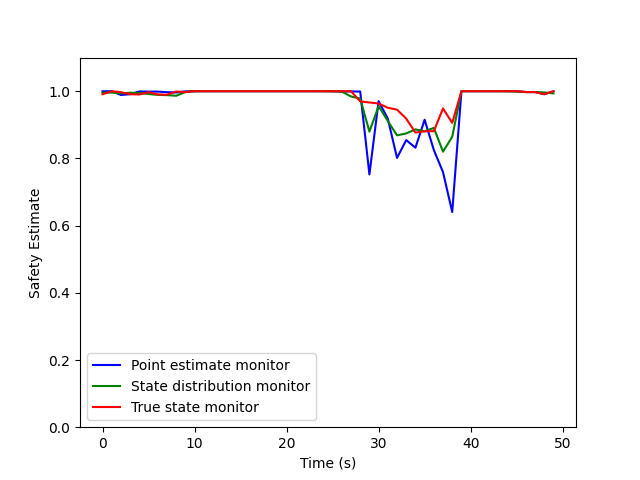 Safety Estimate
1.0
0.8
0.6
0.4
0.2
0.0
Point estimate monitor
State distribution monitor
True state monitor
0 10 20 30 40 50
Time (s)